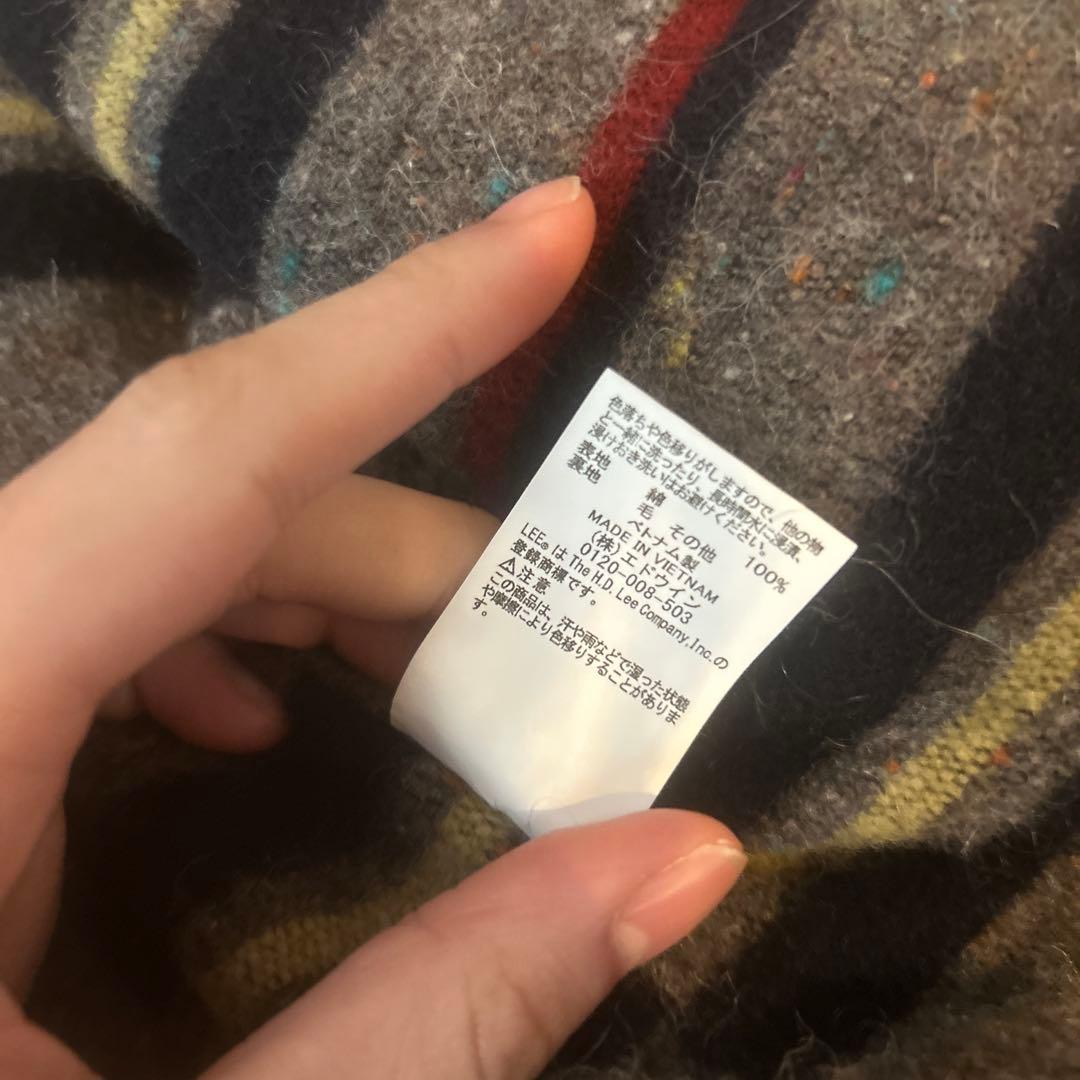 色落ちや色移りがしますので、他の物
と一緒に洗ったり、長時間水に浸漬、
浸けおき洗いはお避けください。
表地 綿 100%
裏地 毛 その他
ベトナム製
MADE IN VIETNAM
(株)エドウイン
0120-008-503
LEE® は The H.D. Lee Company,Inc.の
登録商標です。
⚠注意
この商品は、汗や雨などで湿った状態
や摩擦により色移りすることがありま
す。